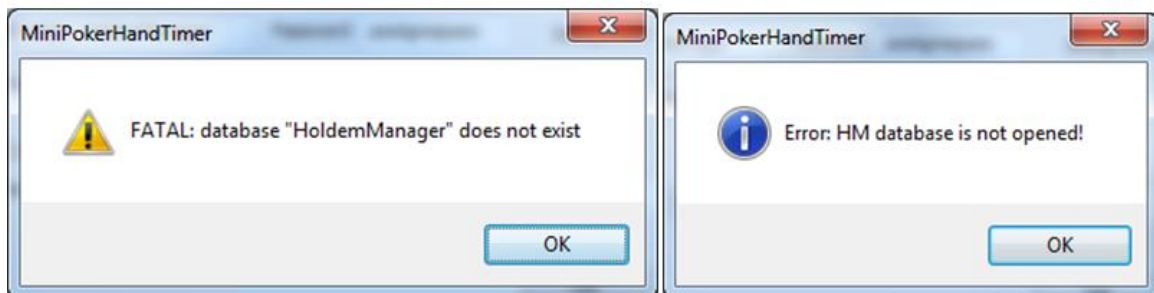 MiniPokerHandTimer
FATAL: database "HoldemManager" does not exist
OK
MiniPokerHandTimer
Error: HM database is not opened!
OK